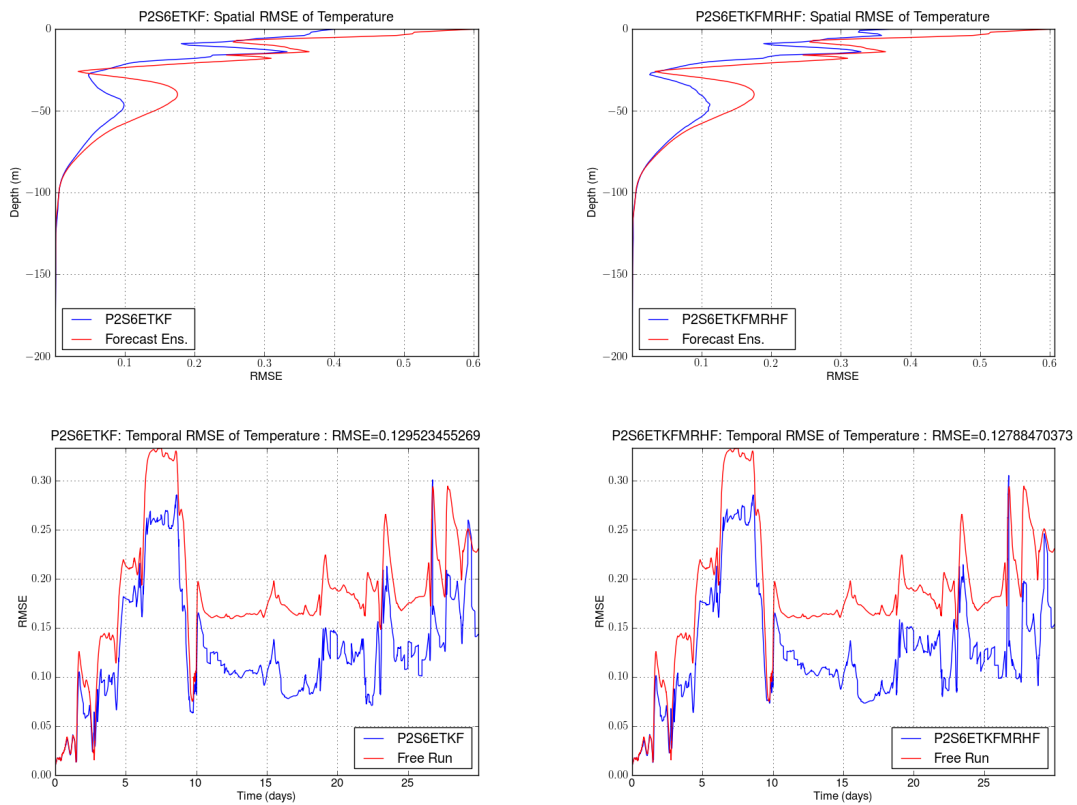 P2S6ETKF: Spatial RMSE of Temperature
0
−50
−100
−150
−200
Depth (m)
P2S6ETKF
Forecast Ens.
0.1 0.2 0.3 0.4 0.5 0.6
RMSE
P2S6ETKFMRHF: Spatial RMSE of Temperature
0
−50
−100
−150
−200
Depth (m)
P2S6ETKFMRHF
Forecast Ens.
0.1 0.2 0.3 0.4 0.5 0.6
RMSE
P2S6ETKF: Temporal RMSE of Temperature : RMSE=0.129523455269
0.30
0.25
0.20
0.15
0.10
0.05
0.00
RMSE
P2S6ETKF
Free Run
0 5 10 15 20 25
Time (days)
P2S6ETKFMRHF: Temporal RMSE of Temperature : RMSE=0.12788470373
0.30
0.25
0.20
0.15
0.10
0.05
0.00
RMSE
P2S6ETKFMRHF
Free Run
0 5 10 15 20 25
Time (days)